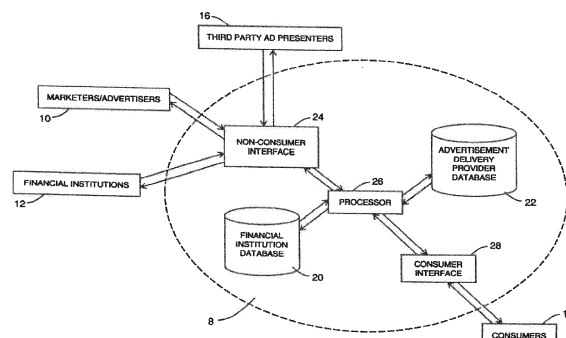 16
THIRD PARTY AD PRESENTERS
MARKETERS/ADVERTISERS
10
24
NON-CONSUMER
INTERFACE
ADVERTISEMENT
DELIVERY
PROVIDER
DATABASE
22
FINANCIAL INSTITUTIONS
12
26
PROCESSOR
FINANCIAL
INSTITUTION
DATABASE
20
28
CONSUMER
INTERFACE
8
CONSUMERS